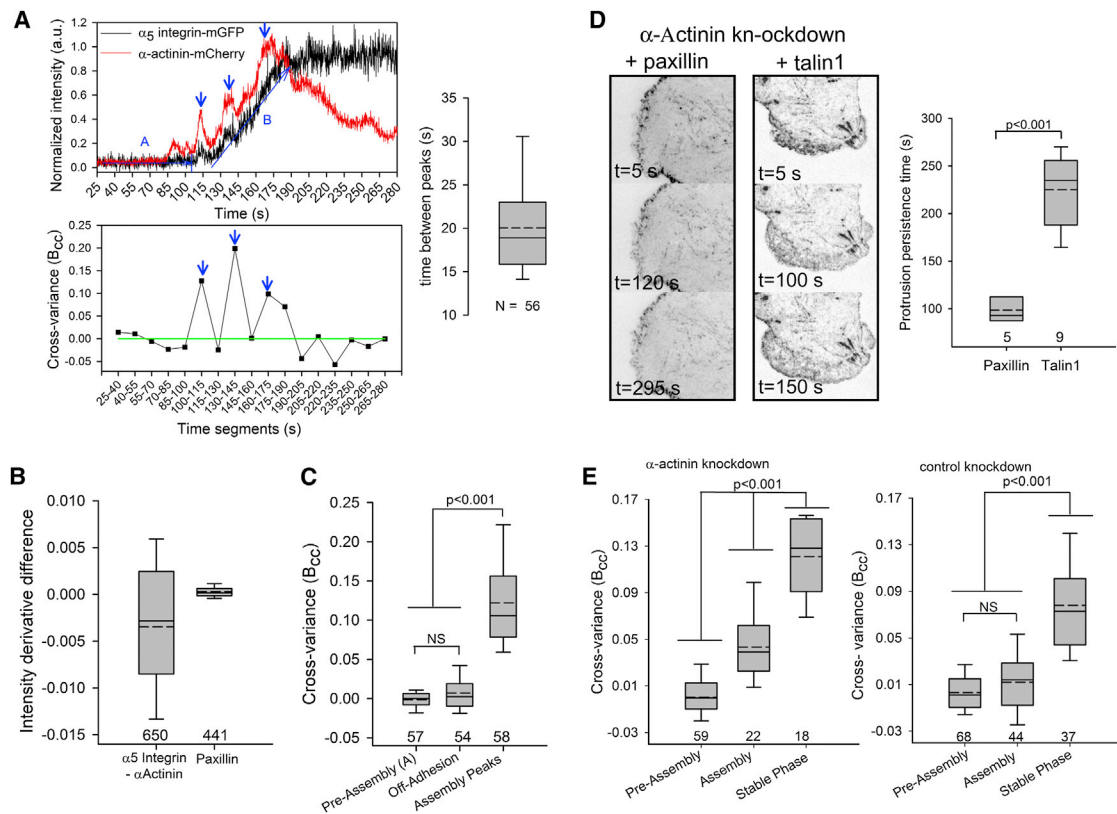 A
α5 integrin-mGFP
α-actinin-mCherry
Normalized intensity (a.u.)
1.2
1.0
0.8
0.6
0.4
0.2
0.0
A
B
25 40 55 70 85 100 115 130 145 160 175 190 205 220 235 250 265 280
Time (s)
Cross-variance (BCC)
0.25
0.20
0.15
0.10
0.05
0.00
-0.05
25-40 40-55 55-70 70-85 85-100 100-115 115-130 130-145 145-160 160-175 175-190 190-205 205-220 220-235 235-250 250-265 265-280
Time segments (s)
time between peaks (s)
35
30
25
20
15
10
N = 56
D
α-Actinin kn-ockdown
+ paxillin
+ talin1
t=5 s
t=120 s
t=295 s
t=5 s
t=100 s
t=150 s
Protrusion persistence time (s)
300
250
200
150
100
p<0.001
5 9
Paxillin Talin1
B
Intensity derivative difference
0.010
0.005
0.000
-0.005
-0.010
-0.015
650 441
α5 Integrin
- αActinin
Paxillin
C
Cross-variance (BCC)
0.25
0.20
0.15
0.10
0.05
0.00
-0.05
p<0.001
NS
57 54 58
Pre-Assembly (A)
Off-Adhesion
Assembly Peaks
E
α-actinin knockdown
Cross-variance (BCC)
0.17
0.13
0.09
0.05
0.01
-0.03
p<0.001
59 22 18
Pre-Assembly
Assembly
Stable Phase
control knockdown
Cross- variance (BCC)
0.17
0.13
0.09
0.05
0.01
-0.03
p<0.001
NS
68 44 37
Pre-Assembly
Assembly
Stable Phase